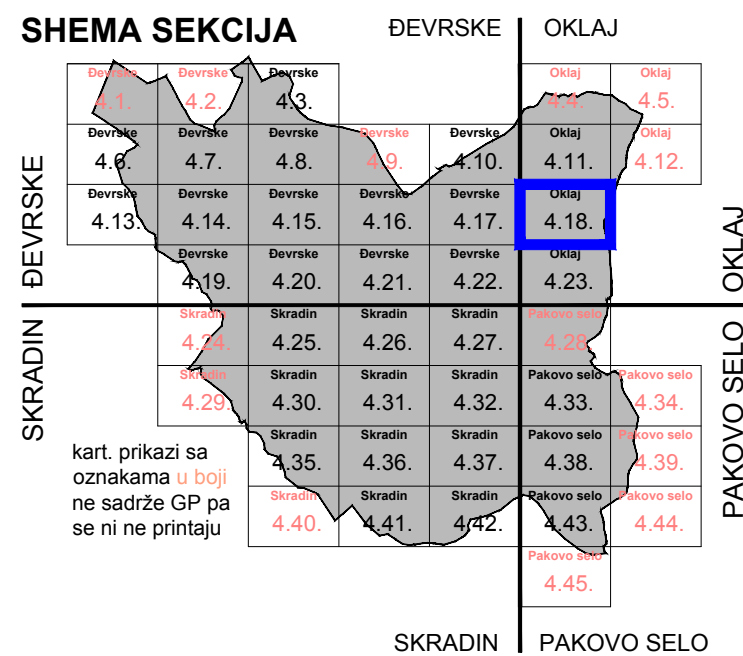 SHEMA SEKCIJA
ĐEVRSKE OKLAJ
Đevrske Đevrske Đevrske Oklaj Oklaj
4.1. 4.2. 4.3. 4.4. 4.5.
Đevrske Đevrske Đevrske Đevrske Đevrske Oklaj Oklaj
4.6. 4.7. 4.8. 4.9. 4.10. 4.11. 4.12.
Đevrske Đevrske Đevrske Đevrske Đevrske Oklaj
4.13. 4.14. 4.15. 4.16. 4.17. 4.18.
Đevrske Đevrske Đevrske Đevrske Oklaj
4.19. 4.20. 4.21. 4.22. 4.23.
ĐEVRSKE
OKLAJ
Skradin Skradin Skradin Skradin Pakovo selo
4.24. 4.25. 4.26. 4.27. 4.28.
Skradin Skradin Skradin Skradin Pakovo selo Pakovo selo
4.29. 4.30. 4.31. 4.32. 4.33. 4.34.
Skradin Skradin Skradin Pakovo selo Pakovo selo
4.35. 4.36. 4.37. 4.38. 4.39.
Skradin Skradin Skradin Pakovo selo Pakovo selo
4.40. 4.41. 4.42. 4.43. 4.44.
Pakovo selo
4.45.
SKRADIN
PAKOVO SELO
kart. prikazi sa
oznakama u boji
ne sadrže GP pa
se ni ne printaju
SKRADIN PAKOVO SELO